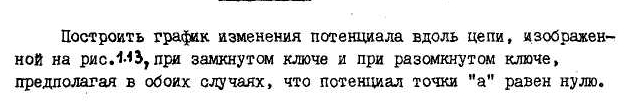 Построить график изменения потенциала вдоль цепи, изображен-
ной на рис.1.13, при замкнутом ключе и при разомкнутом ключе,
предполагая в обоих случаях, что потенциал точки "а" равен нулю.